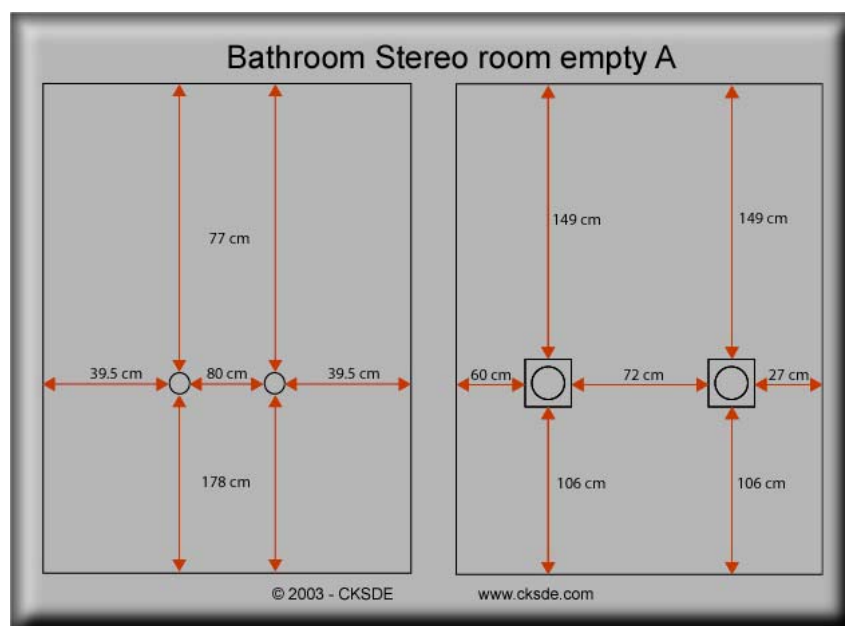 Bathroom Stereo room empty A
77 cm
149 cm
149 cm
39.5 cm
80 cm
39.5 cm
60 cm
72 cm
27 cm
178 cm
106 cm
106 cm
© 2003 - CKSDE
www.cksde.com